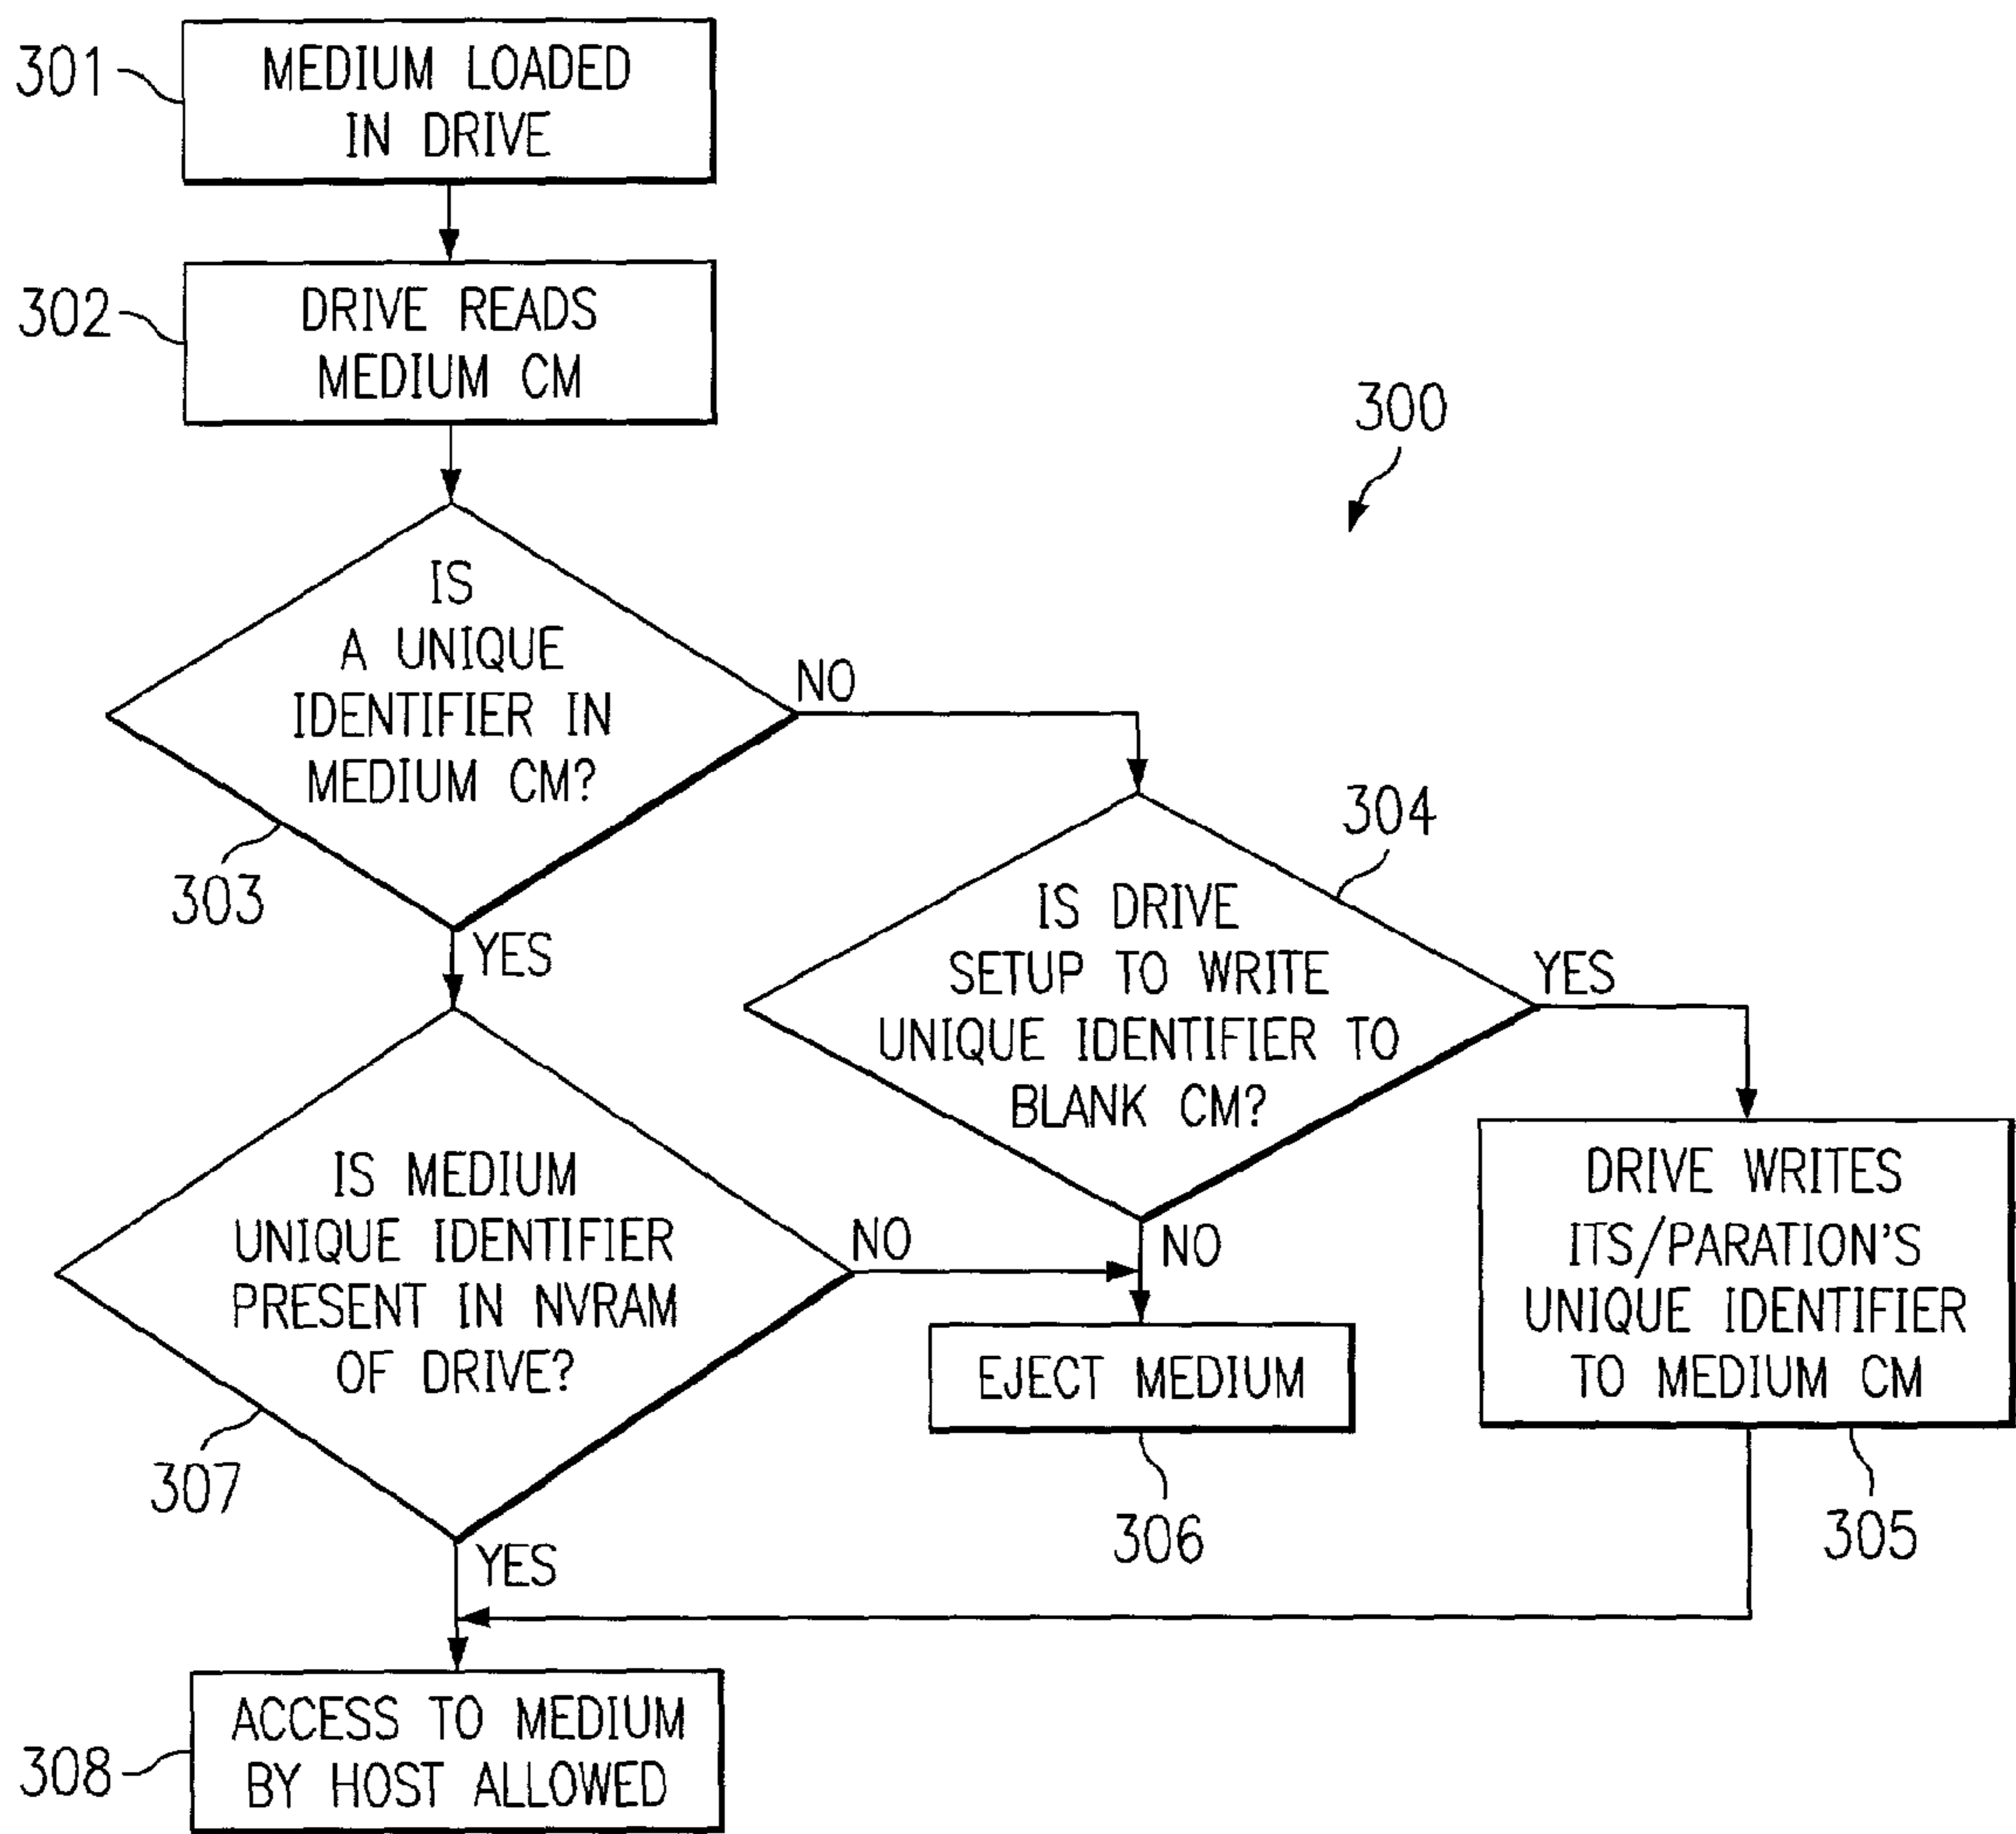 301
MEDIUM LOADED
IN DRIVE
302
DRIVE READS
MEDIUM CM
300
IS
A UNIQUE
IDENTIFIER IN
MEDIUM CM?
NO
303
YES
304
IS DRIVE
SETUP TO WRITE
UNIQUE IDENTIFIER TO
BLANK CM?
YES
NO
DRIVE WRITES
ITS/PARATION'S
UNIQUE IDENTIFIER
TO MEDIUM CM
305
IS MEDIUM
UNIQUE IDENTIFIER
PRESENT IN NVRAM
OF DRIVE?
NO
307
YES
EJECT MEDIUM
306
ACCESS TO MEDIUM
BY HOST ALLOWED
308